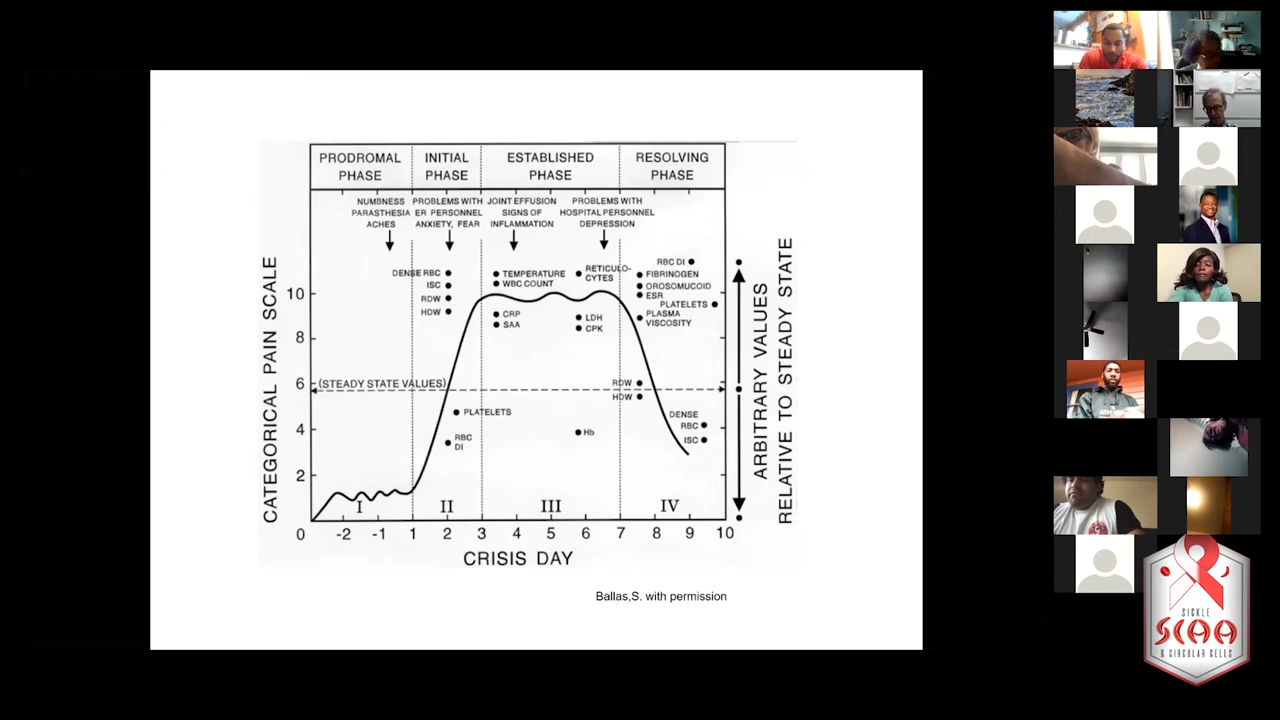 PRODROMAL PHASE
INITIAL PHASE
ESTABLISHED PHASE
RESOLVING PHASE
NUMBNESS
PARASTHESIA
ACHES
PROBLEMS WITH
ER PERSONNEL
ANXIETY, FEAR
JOINT EFFUSION
SIGNS OF
INFLAMMATION
PROBLEMS WITH
HOSPITAL PERSONNEL
DEPRESSION
CATEGORICAL PAIN SCALE
10
8
6
4
2
0
(STEADY STATE VALUES)
DENSE RBC
ISC
RDW
HDW
PLATELETS
RBC
DI
TEMPERATURE
WBC COUNT
CRP
SAA
RETICULO-
CYTES
LDH
CPK
Hb
RBC DI
FIBRINOGEN
OROSOMUCOID
ESR
PLATELETS
PLASMA
VISCOSITY
RDW
HDW
DENSE
RBC
ISC
I II III IV
-2 -1 1 2 3 4 5 6 7 8 9 10
CRISIS DAY
ARBITRARY VALUES
RELATIVE TO STEADY STATE
Ballas,S. with permission
SICKLE
SCAA
& CIRCULAR CELLS